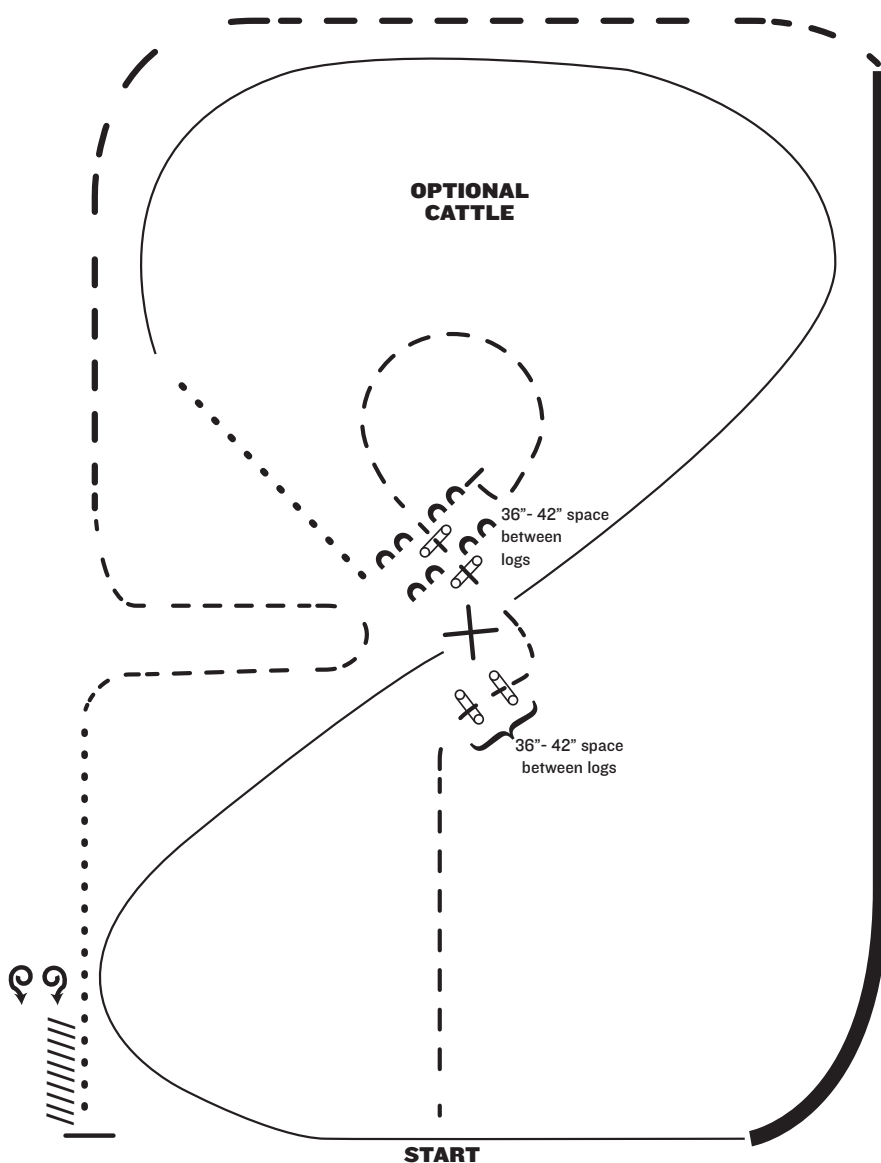 OPTIONAL
CATTLE
36”- 42” space
between
logs
36”- 42” space
between logs
START